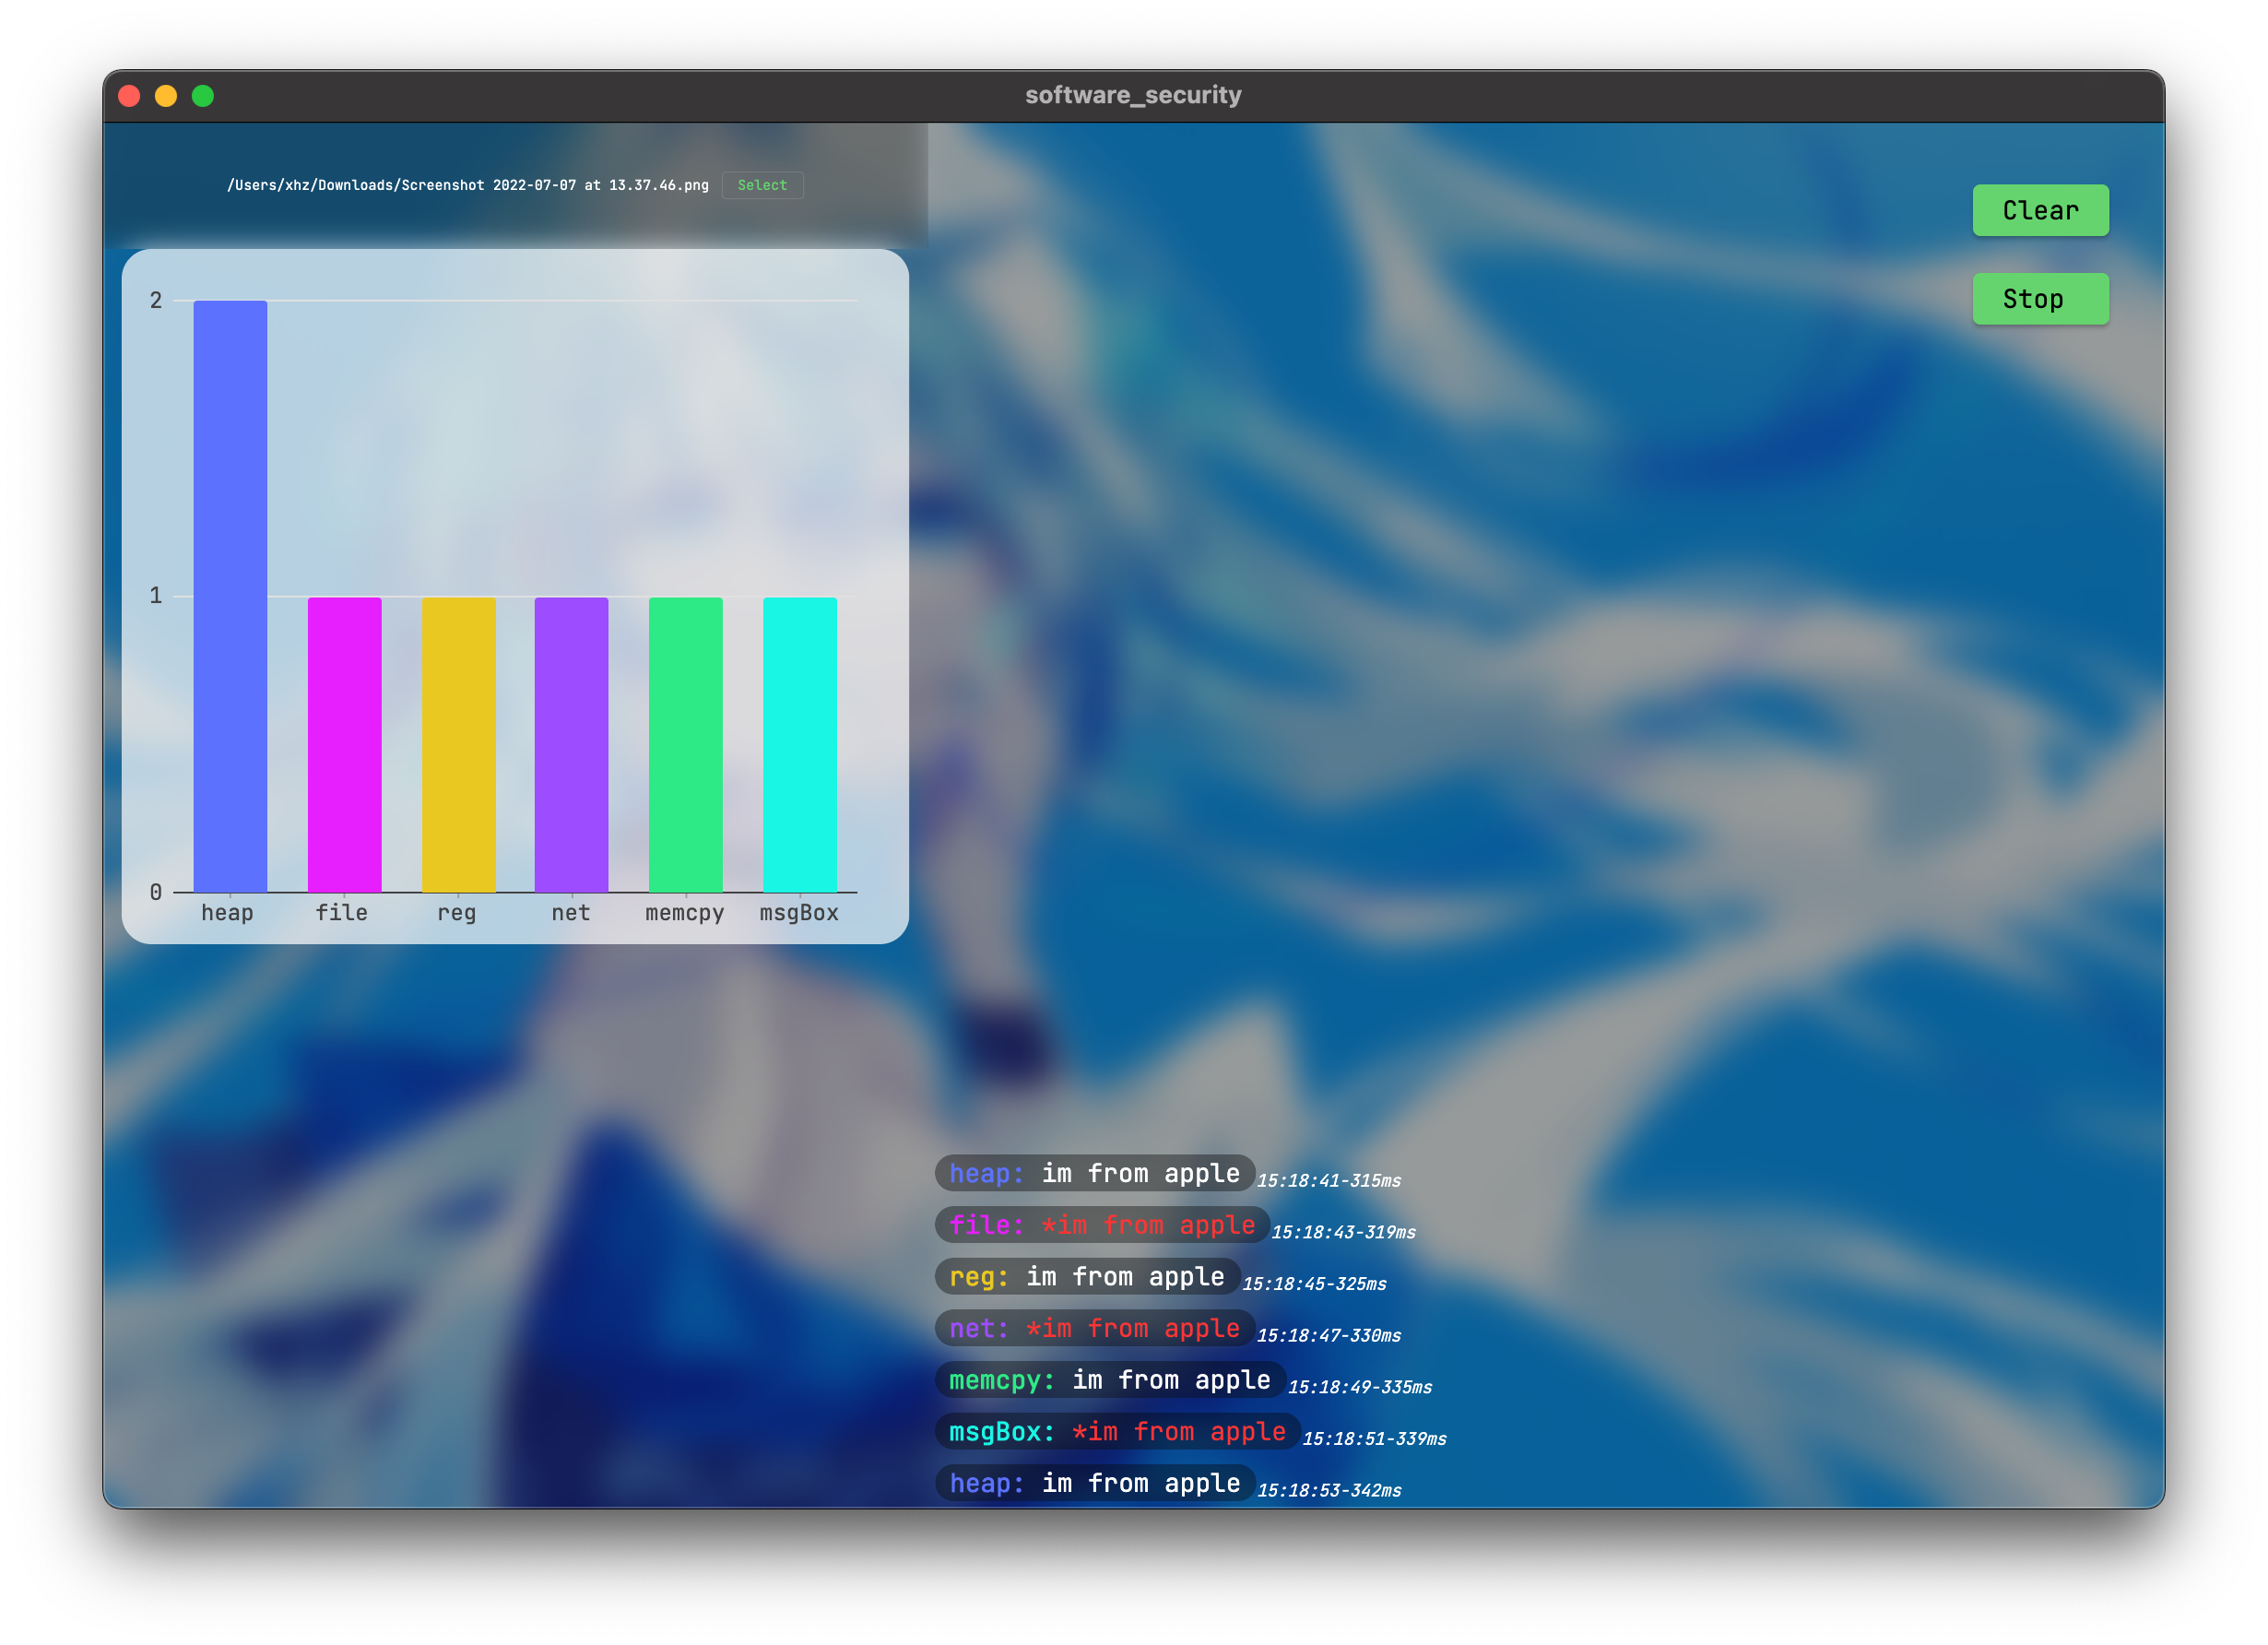 software_security
/Users/xhz/Downloads/Screenshot 2022-07-07 at 13.37.46.png Select
Clear
Stop
2
1
0
heap file reg net memcpy msgBox
heap: im from apple 15:18:41-315ms
file: *im from apple 15:18:43-319ms
reg: im from apple 15:18:45-325ms
net: *im from apple 15:18:47-330ms
memcpy: im from apple 15:18:49-335ms
msgBox: *im from apple 15:18:51-339ms
heap: im from apple 15:18:53-342ms